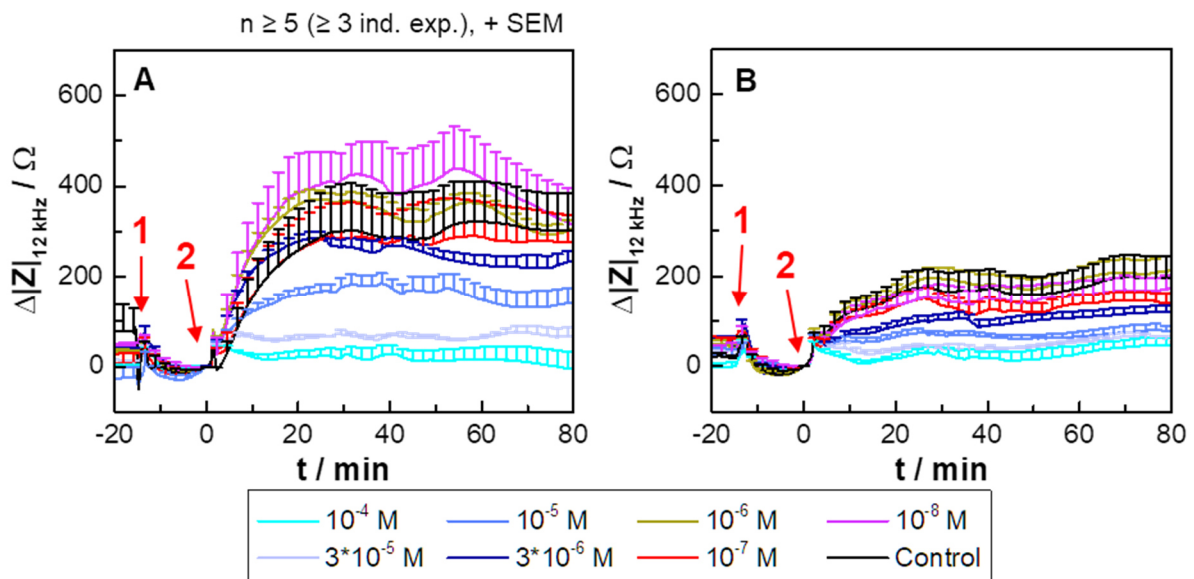 n ≥ 5 (≥ 3 ind. exp.), + SEM
A
600
400
200
0
Δ|Z|12 kHz / Ω
1
2
-20 0 20 40 60 80
t / min
B
600
400
200
0
Δ|Z|12 kHz / Ω
1
2
-20 0 20 40 60 80
t / min
10⁻⁴ M 10⁻⁵ M 10⁻⁶ M 10⁻⁸ M
3*10⁻⁵ M 3*10⁻⁶ M 10⁻⁷ M Control